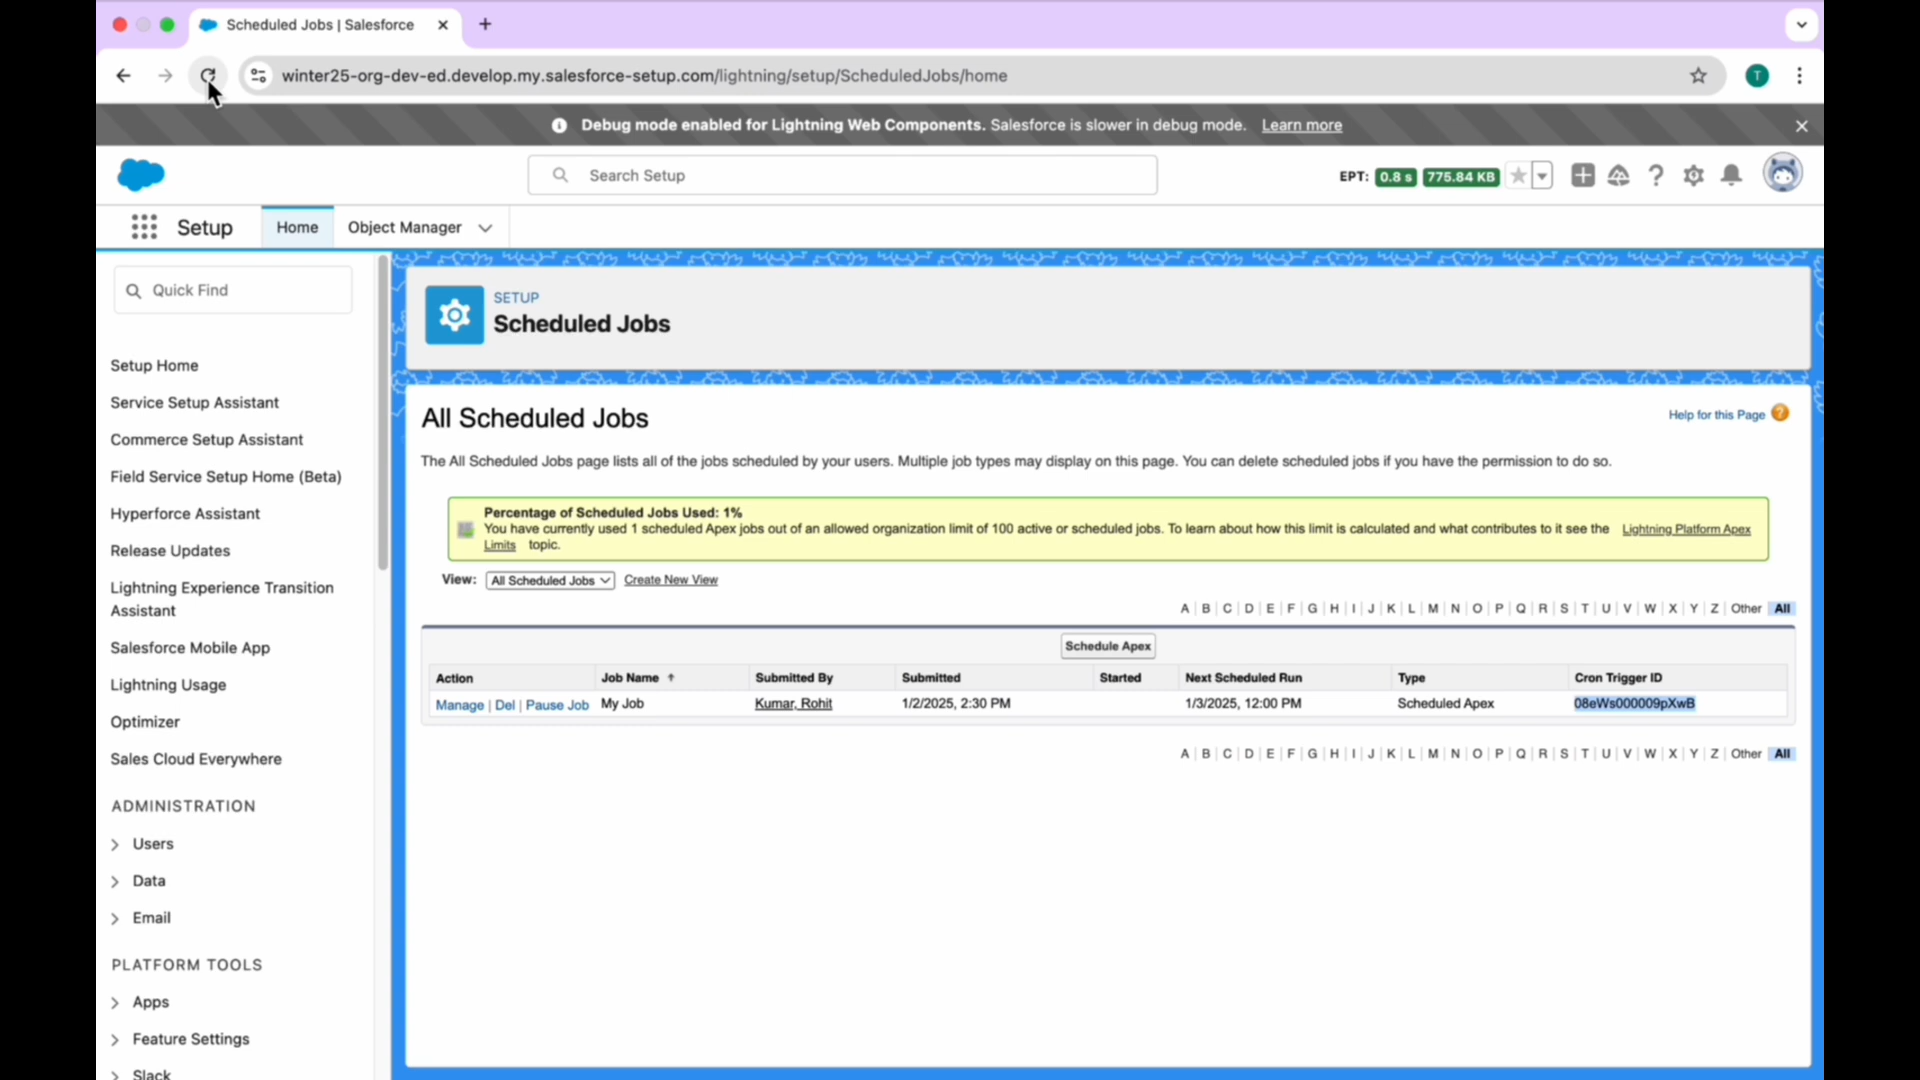 Scheduled Jobs | Salesforce
winter25-org-dev-ed.develop.my.salesforce-setup.com/lightning/setup/ScheduledJobs/home
T
Debug mode enabled for Lightning Web Components. Salesforce is slower in debug mode. Learn more
Search Setup
EPT: 0.8 s 775.84 KB
Setup
Home
Object Manager
Quick Find
Setup Home
Service Setup Assistant
Commerce Setup Assistant
Field Service Setup Home (Beta)
Hyperforce Assistant
Release Updates
Lightning Experience Transition
Assistant
Salesforce Mobile App
Lightning Usage
Optimizer
Sales Cloud Everywhere
ADMINISTRATION
Users
Data
Email
PLATFORM TOOLS
Apps
Feature Settings
Slack
SETUP
Scheduled Jobs
All Scheduled Jobs
Help for this Page ?
The All Scheduled Jobs page lists all of the jobs scheduled by your users. Multiple job types may display on this page. You can delete scheduled jobs if you have the permission to do so.
Percentage of Scheduled Jobs Used: 1%
You have currently used 1 scheduled Apex jobs out of an allowed organization limit of 100 active or scheduled jobs. To learn about how this limit is calculated and what contributes to it see the Lightning Platform Apex
Limits topic.
View: All Scheduled Jobs Create New View
A | B | C | D | E | F | G | H | I | J | K | L | M | N | O | P | Q | R | S | T | U | V | W | X | Y | Z | Other All
Schedule Apex
Action Job Name ↑ Submitted By Submitted Started Next Scheduled Run Type Cron Trigger ID
Manage | Del | Pause Job My Job Kumar, Rohit 1/2/2025, 2:30 PM 1/3/2025, 12:00 PM Scheduled Apex 08eWs000009pXwB
A | B | C | D | E | F | G | H | I | J | K | L | M | N | O | P | Q | R | S | T | U | V | W | X | Y | Z | Other All